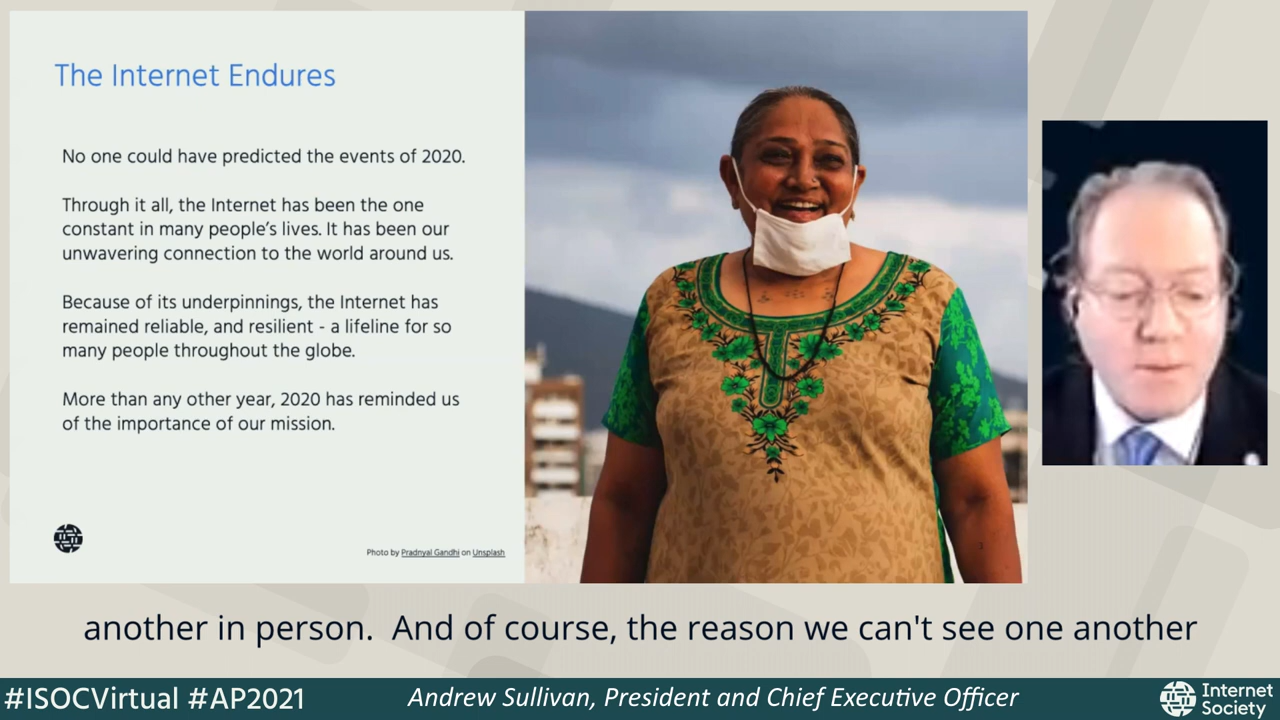 The Internet Endures
No one could have predicted the events of 2020.
Through it all, the Internet has been the one
constant in many people’s lives. It has been our
unwavering connection to the world around us.
Because of its underpinnings, the Internet has
remained reliable, and resilient - a lifeline for so
many people throughout the globe.
More than any other year, 2020 has reminded us
of the importance of our mission.
Photo by Pradnyal Gandhi on Unsplash
another in person.  And of course, the reason we can't see one another
#ISOCVirtual #AP2021
Andrew Sullivan, President and Chief Executive Officer
Internet
Society